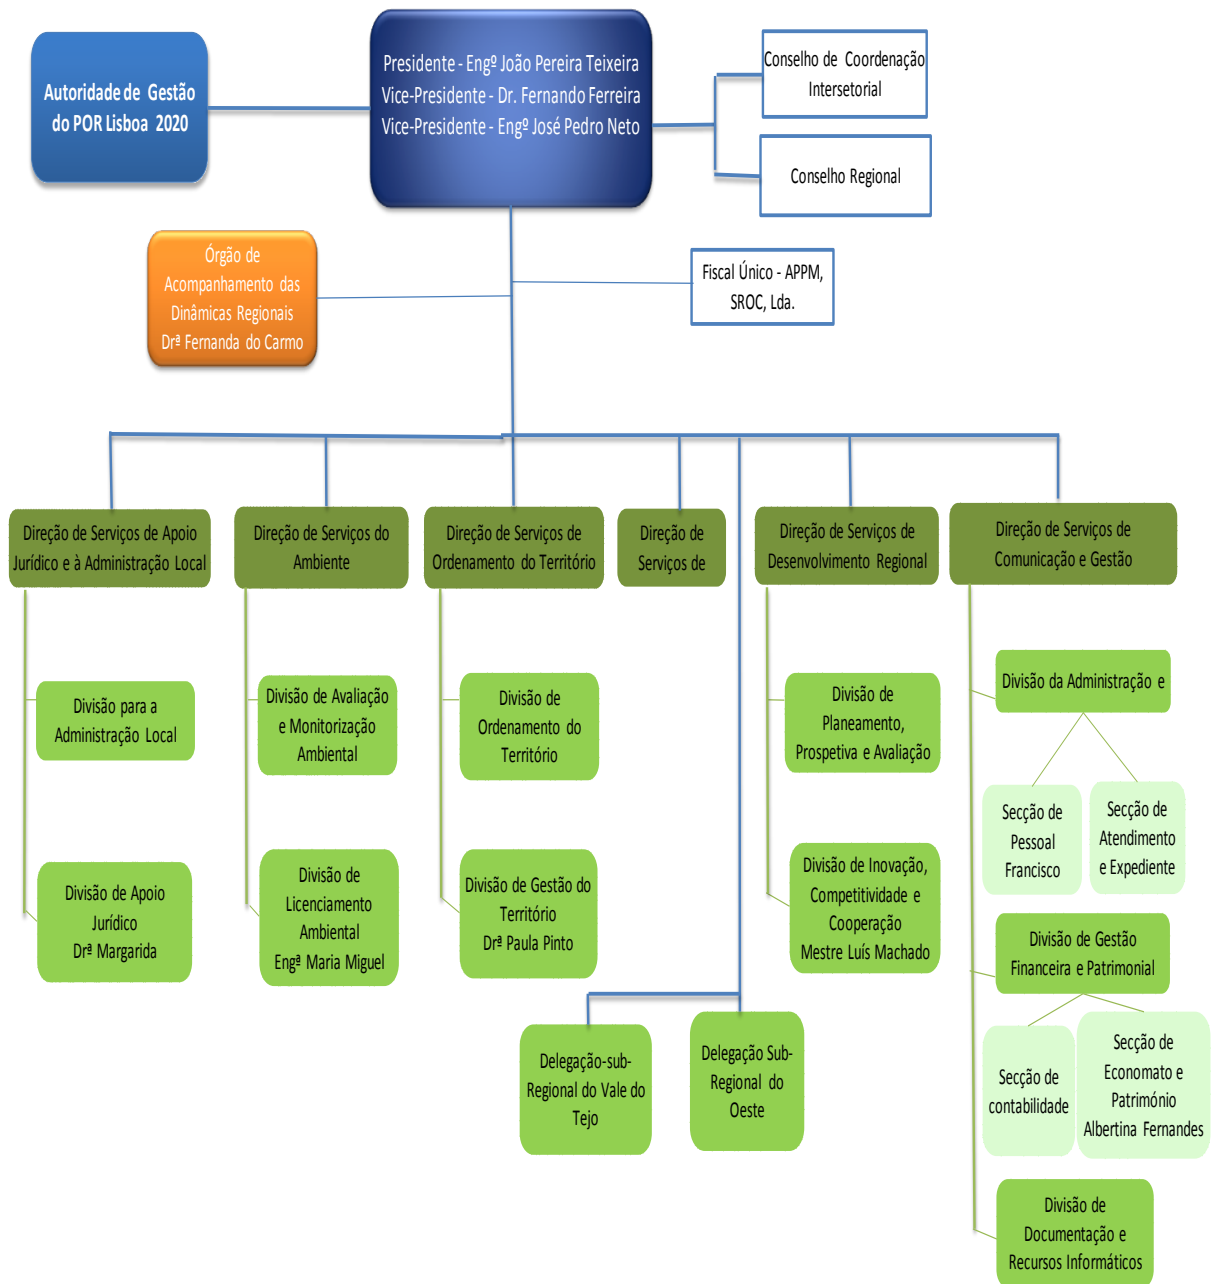 Autoridade de Gestão
do POR Lisboa 2020
Presidente - Engº João Pereira Teixeira
Vice-Presidente - Dr. Fernando Ferreira
Vice-Presidente - Engº José Pedro Neto
Conselho de Coordenação
Intersetorial
Conselho Regional
Órgão de
Acompanhamento das
Dinâmicas Regionais
Drª Fernanda do Carmo
Fiscal Único - APPM,
SROC, Lda.
Direção de Serviços de Apoio
Jurídico e à Administração Local
Direção de Serviços do
Ambiente
Direção de Serviços de
Ordenamento do Território
Direção de
Serviços de
Direção de Serviços de
Desenvolvimento Regional
Direção de Serviços de
Comunicação e Gestão
Divisão para a
Administração Local
Divisão de Apoio
Jurídico
Drª Margarida
Divisão de Avaliação
e Monitorização
Ambiental
Divisão de
Licenciamento
Ambiental
Engª Maria Miguel
Divisão de
Ordenamento do
Território
Divisão de Gestão do
Território
Drª Paula Pinto
Divisão de
Planeamento,
Prospetiva e Avaliação
Divisão de Inovação,
Competitividade e
Cooperação
Mestre Luís Machado
Divisão da Administração e
Secção de
Pessoal
Francisco
Secção de
Atendimento
e Expediente
Divisão de Gestão
Financeira e Patrimonial
Secção de
contabilidade
Secção de
Economato e
Património
Albertina Fernandes
Divisão de
Documentação e
Recursos Informáticos
Delegação-sub-
Regional do Vale do
Tejo
Delegação Sub-
Regional do
Oeste